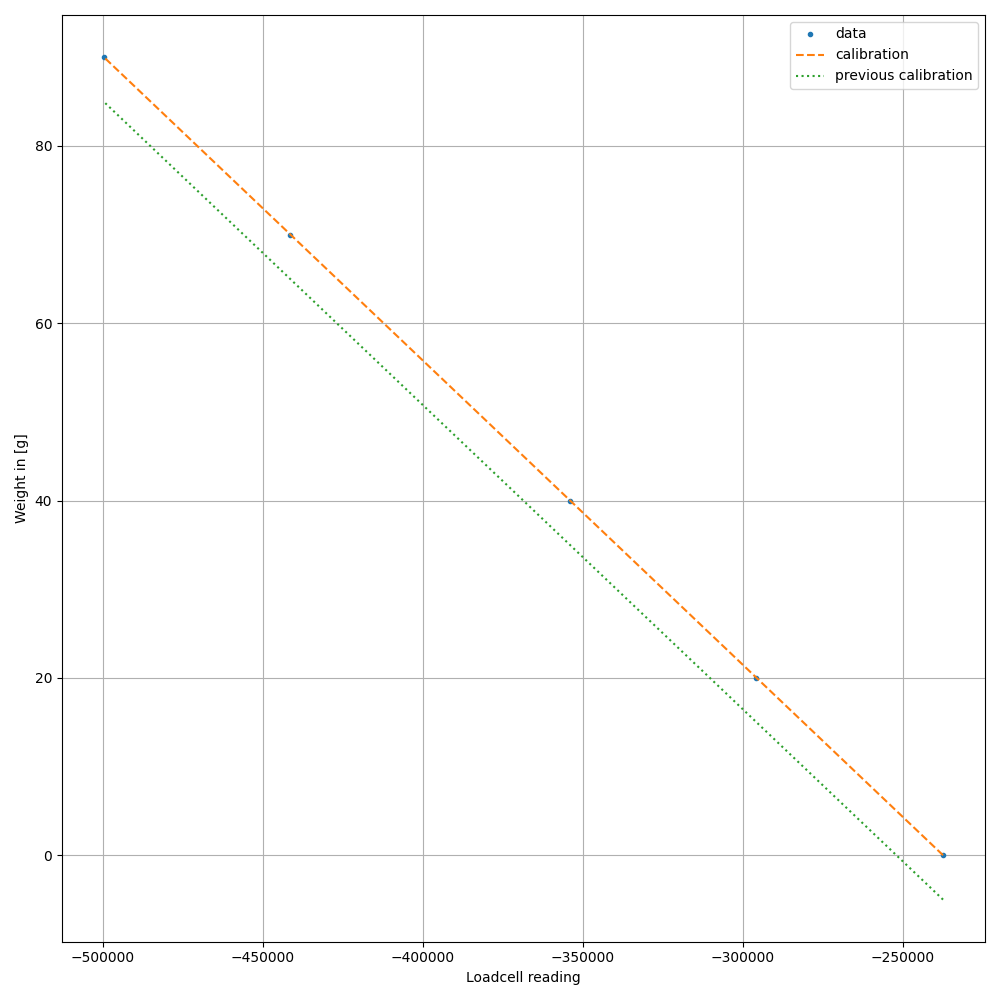 data
calibration
previous calibration
80
60
40
20
0
Weight in [g]
−500000
−450000
−400000
−350000
−300000
−250000
Loadcell reading